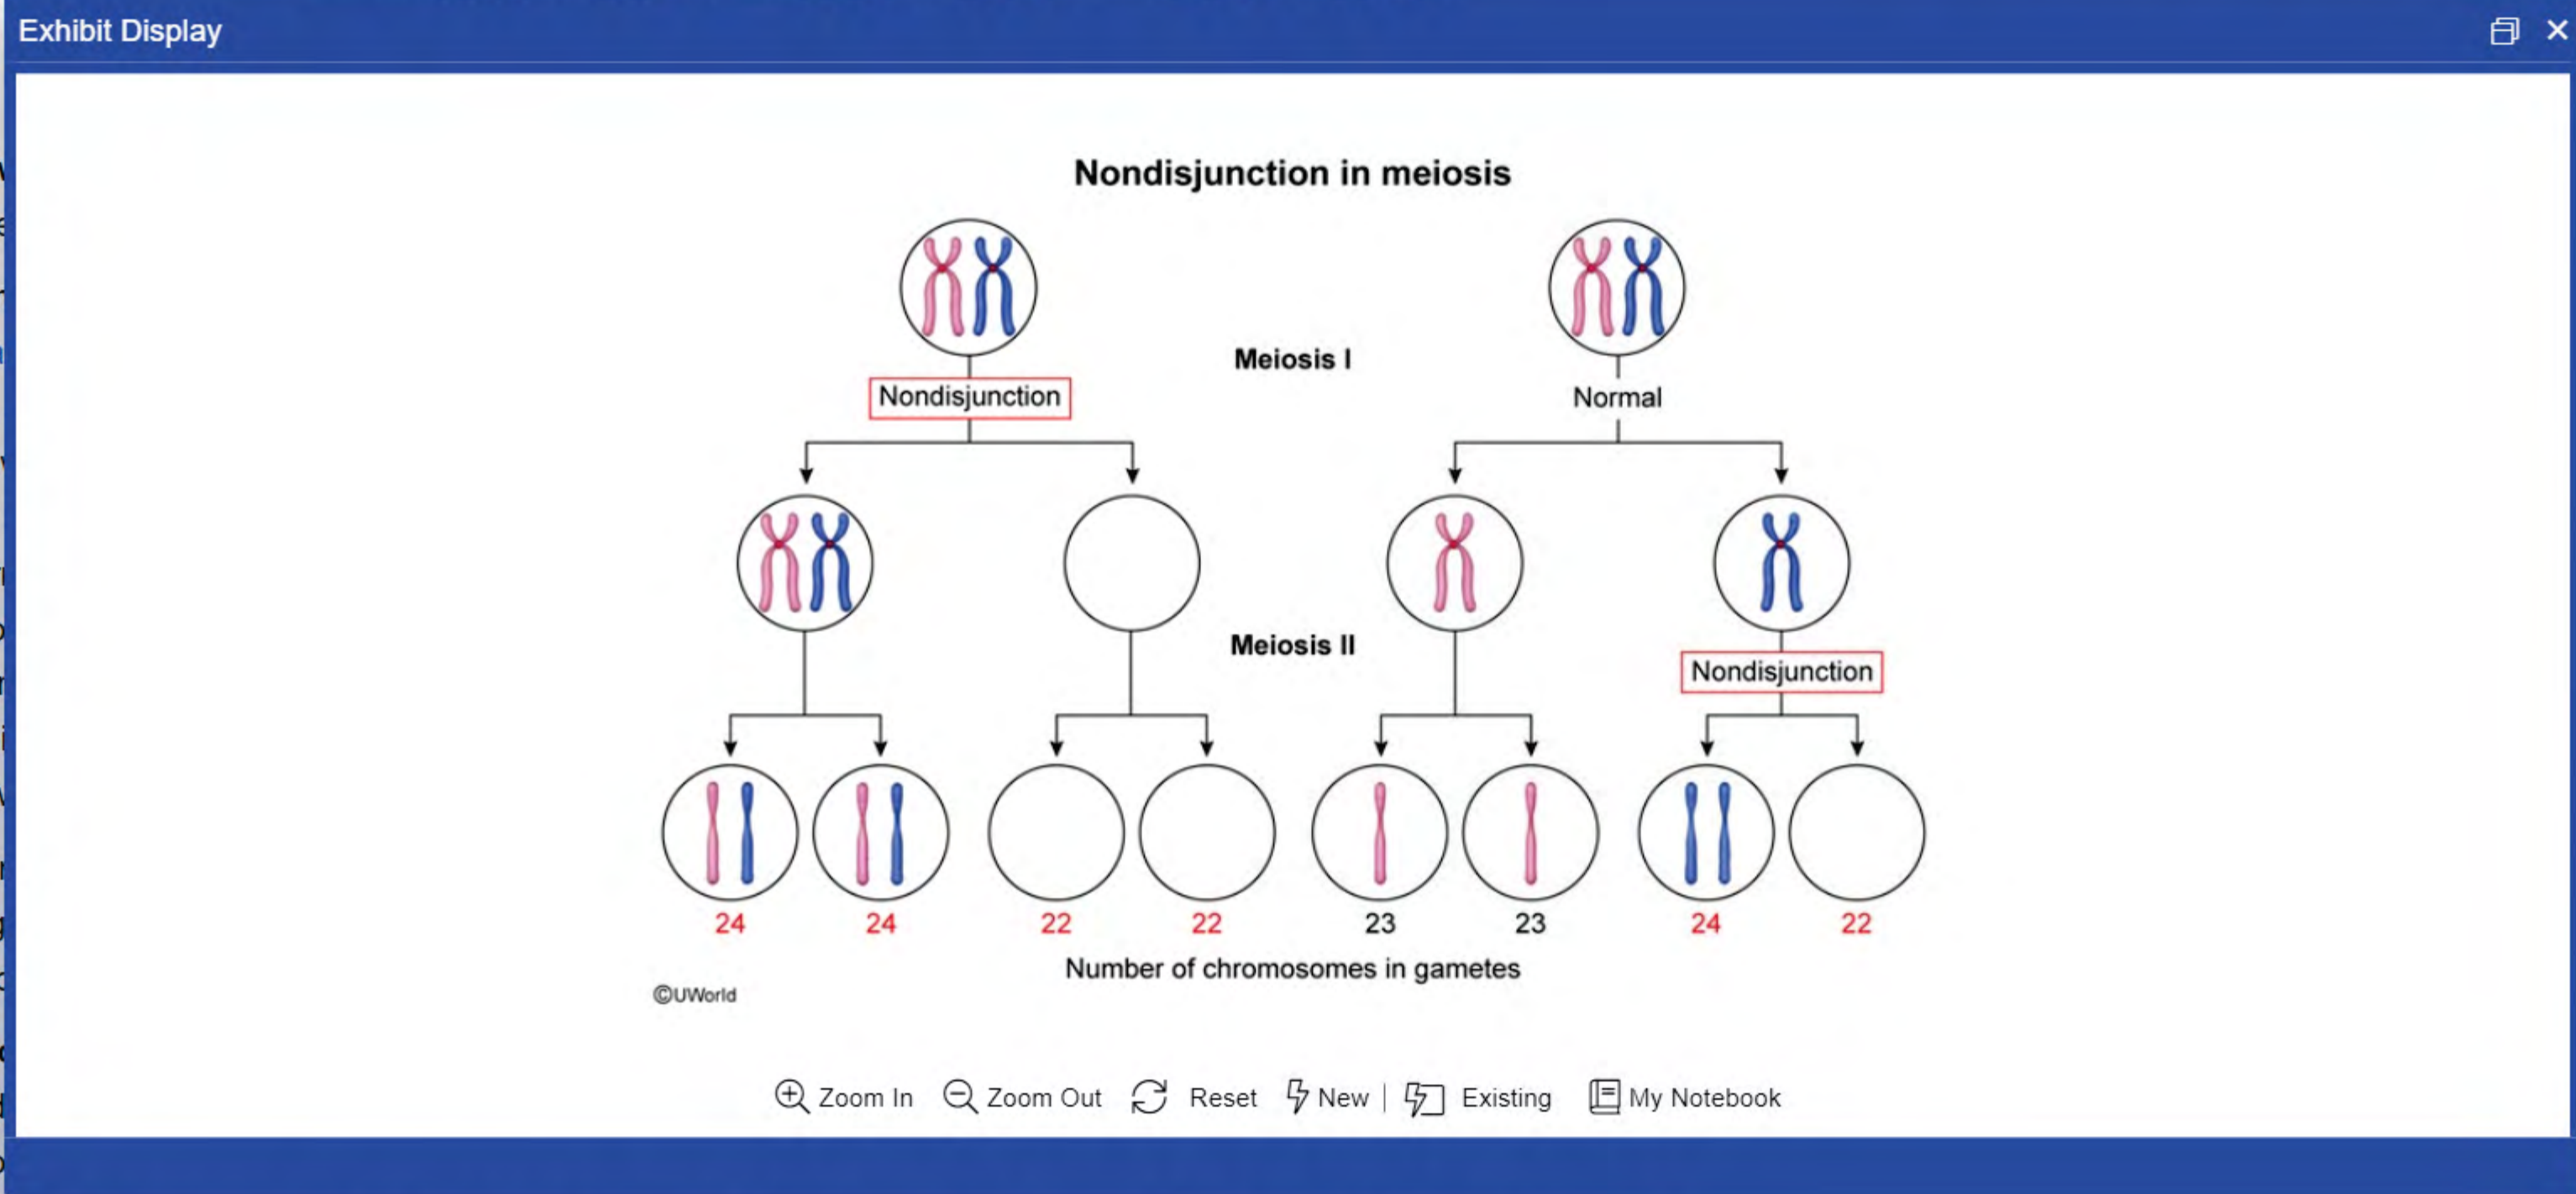 Exhibit Display
Nondisjunction in meiosis
Meiosis I
Nondisjunction
Normal
Meiosis II
Nondisjunction
24 24 22 22 23 23 24 22
Number of chromosomes in gametes
©UWorld
Zoom In Zoom Out Reset New | Existing My Notebook